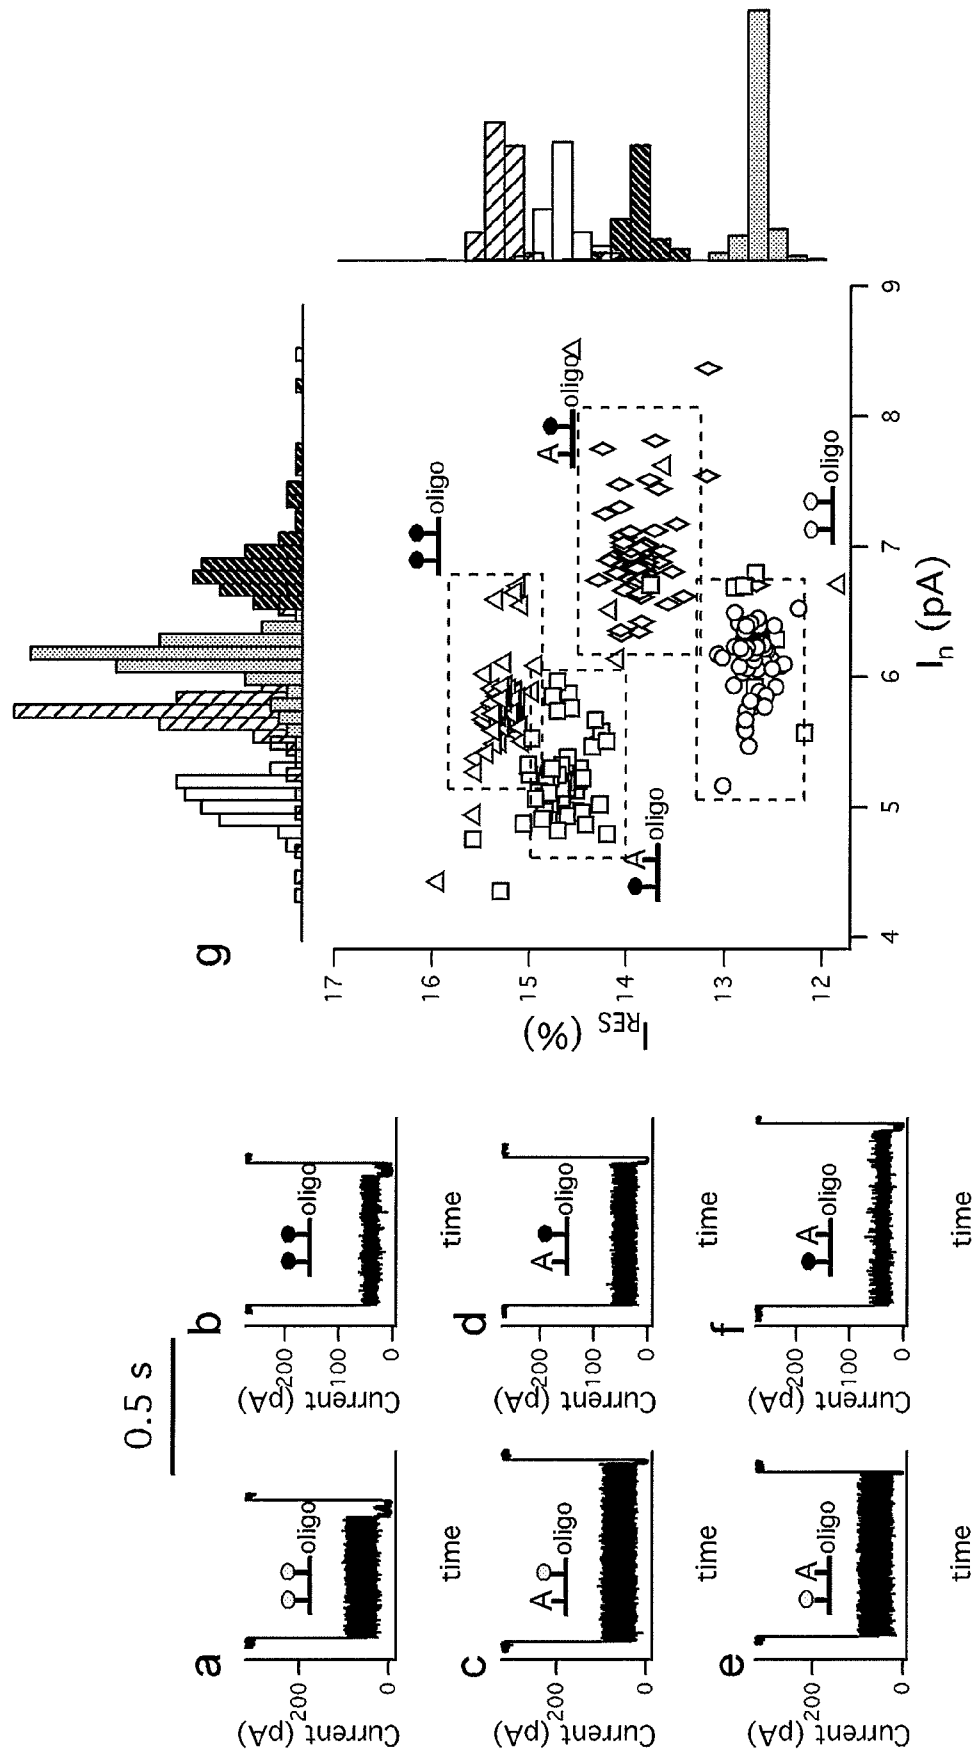 0.5 s
a
Current (pA)
200
0
oligo
time
b
Current (pA)
200
100
0
oligo
time
c
Current (pA)
200
0
A
oligo
time
d
Current (pA)
200
100
0
A
oligo
time
e
Current (pA)
200
0
A
oligo
time
f
Current (pA)
200
100
0
A
oligo
time
g
IRES (%)
17
16
15
14
13
12
oligo
A
oligo
A
oligo
oligo
4
5
6
7
8
9
In (pA)